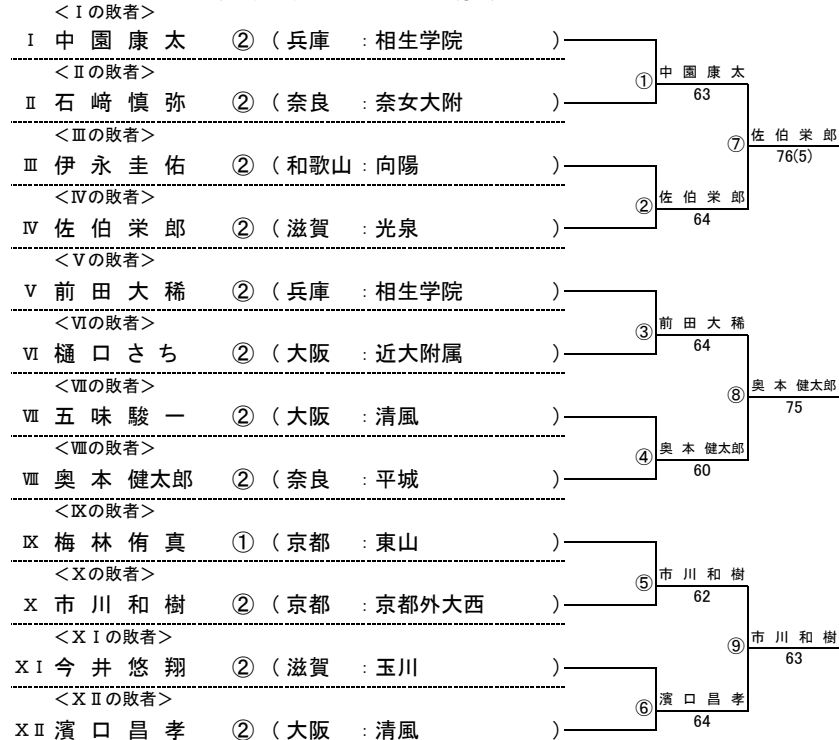 <Ⅰの敗者>
Ⅰ 中 園 康 太 ② ( 兵庫 : 相生学院 )
<Ⅱの敗者>
① 中 園 康 太
63
Ⅱ 石 﨑 慎 弥 ② ( 奈良 : 奈女大附 )
<Ⅲの敗者>
⑦ 佐 伯 栄 郎
76(5)
Ⅲ 伊 永 圭 佑 ② ( 和歌山 : 向陽 )
<Ⅳの敗者>
② 佐 伯 栄 郎
64
Ⅳ 佐 伯 栄 郎 ② ( 滋賀 : 光泉 )
<Ⅴの敗者>
Ⅴ 前 田 大 稀 ② ( 兵庫 : 相生学院 )
<Ⅵの敗者>
③ 前 田 大 稀
64
Ⅵ 樋 口 さ ち ② ( 大阪 : 近大附属 )
<Ⅶの敗者>
⑧ 奥 本 健太郎
75
Ⅶ 五 味 駿 一 ② ( 大阪 : 清風 )
<Ⅷの敗者>
④ 奥 本 健太郎
60
Ⅷ 奥 本 健太郎 ② ( 奈良 : 平城 )
<Ⅸの敗者>
Ⅸ 梅 林 侑 真 ① ( 京都 : 東山 )
<Ⅹの敗者>
⑤ 市 川 和 樹
62
Ⅹ 市 川 和 樹 ② ( 京都 : 京都外大西 )
<ⅩⅠの敗者>
⑨ 市 川 和 樹
63
ⅩⅠ 今 井 悠 翔 ② ( 滋賀 : 玉川 )
<ⅩⅡの敗者>
⑥ 濱 口 昌 孝
64
ⅩⅡ 濱 口 昌 孝 ② ( 大阪 : 清風 )